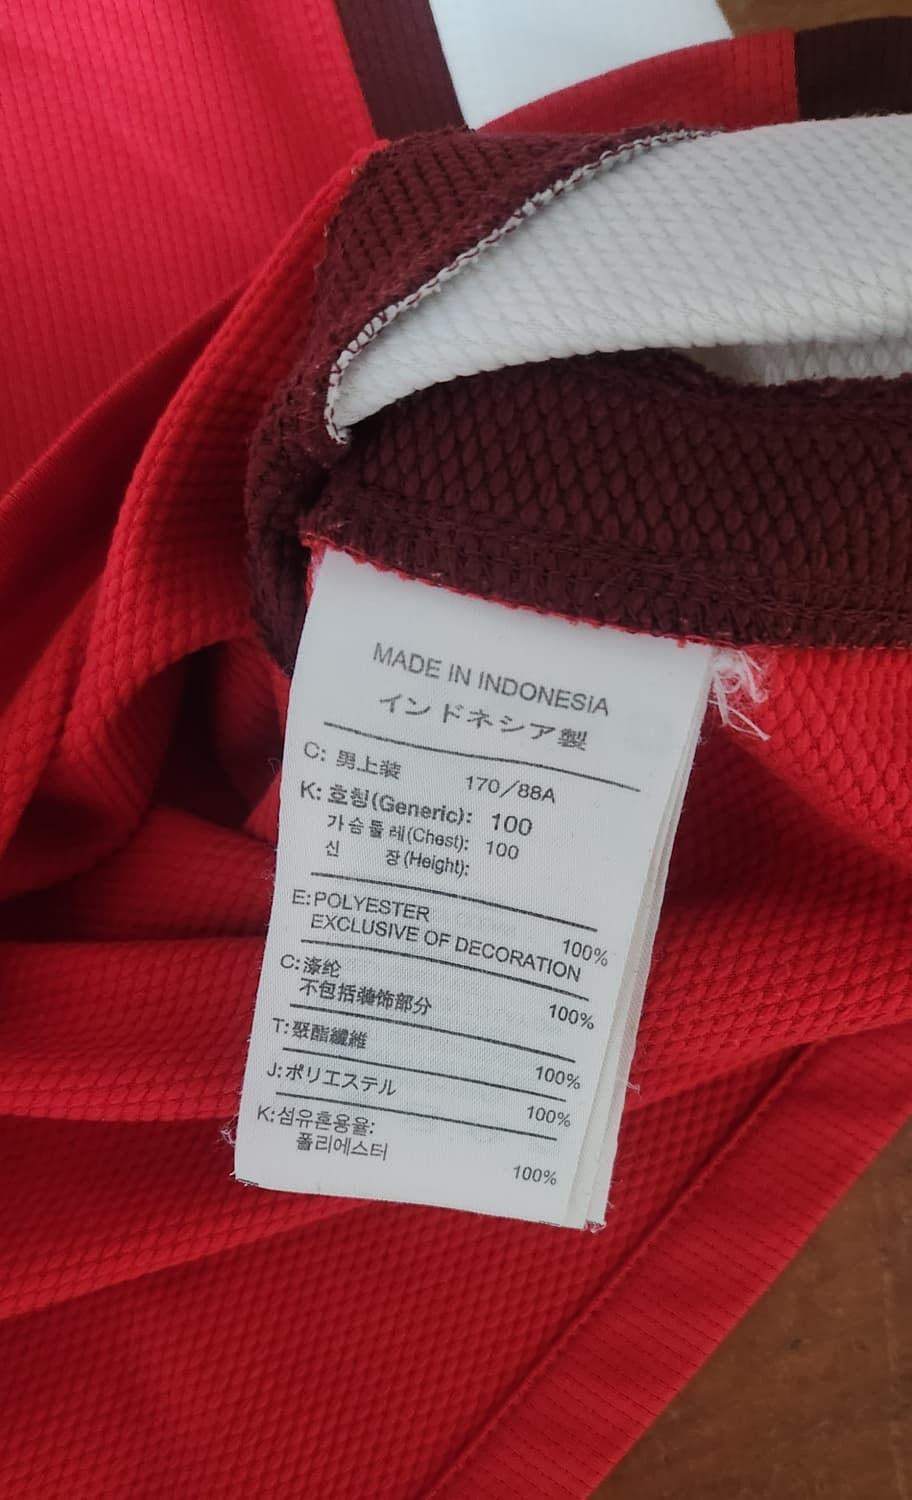 MADE IN INDONESIA
インドネシア製
C: 男上装 170/88A
K: 호칭(Generic): 100
가슴둘레(Chest): 100
신 장(Height):
E: POLYESTER 100%
EXCLUSIVE OF DECORATION
C: 涤纶 100%
不包括装饰部分
T: 聚酯纖維 100%
J: ポリエステル 100%
K: 섬유혼용율:
폴리에스터 100%